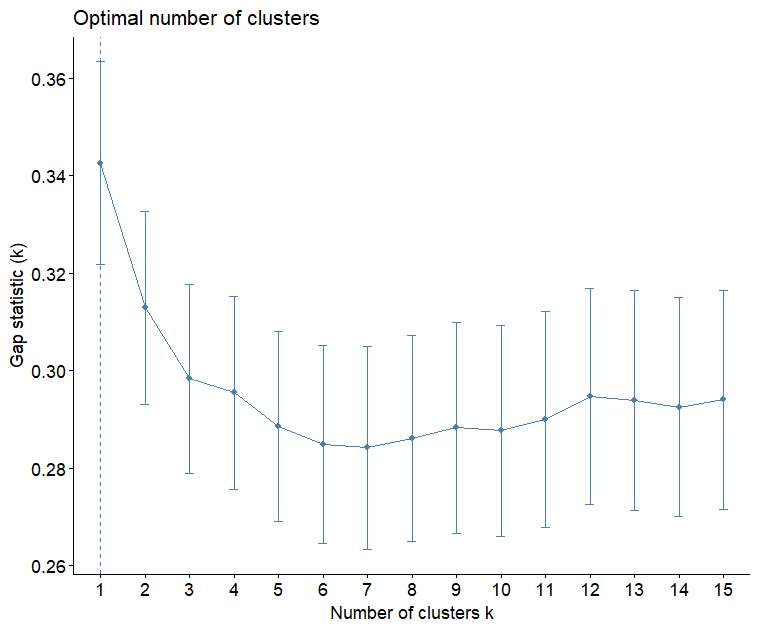 Optimal number of clusters
Gap statistic (k)
0.36
0.34
0.32
0.30
0.28
0.26
1 2 3 4 5 6 7 8 9 10 11 12 13 14 15
Number of clusters k